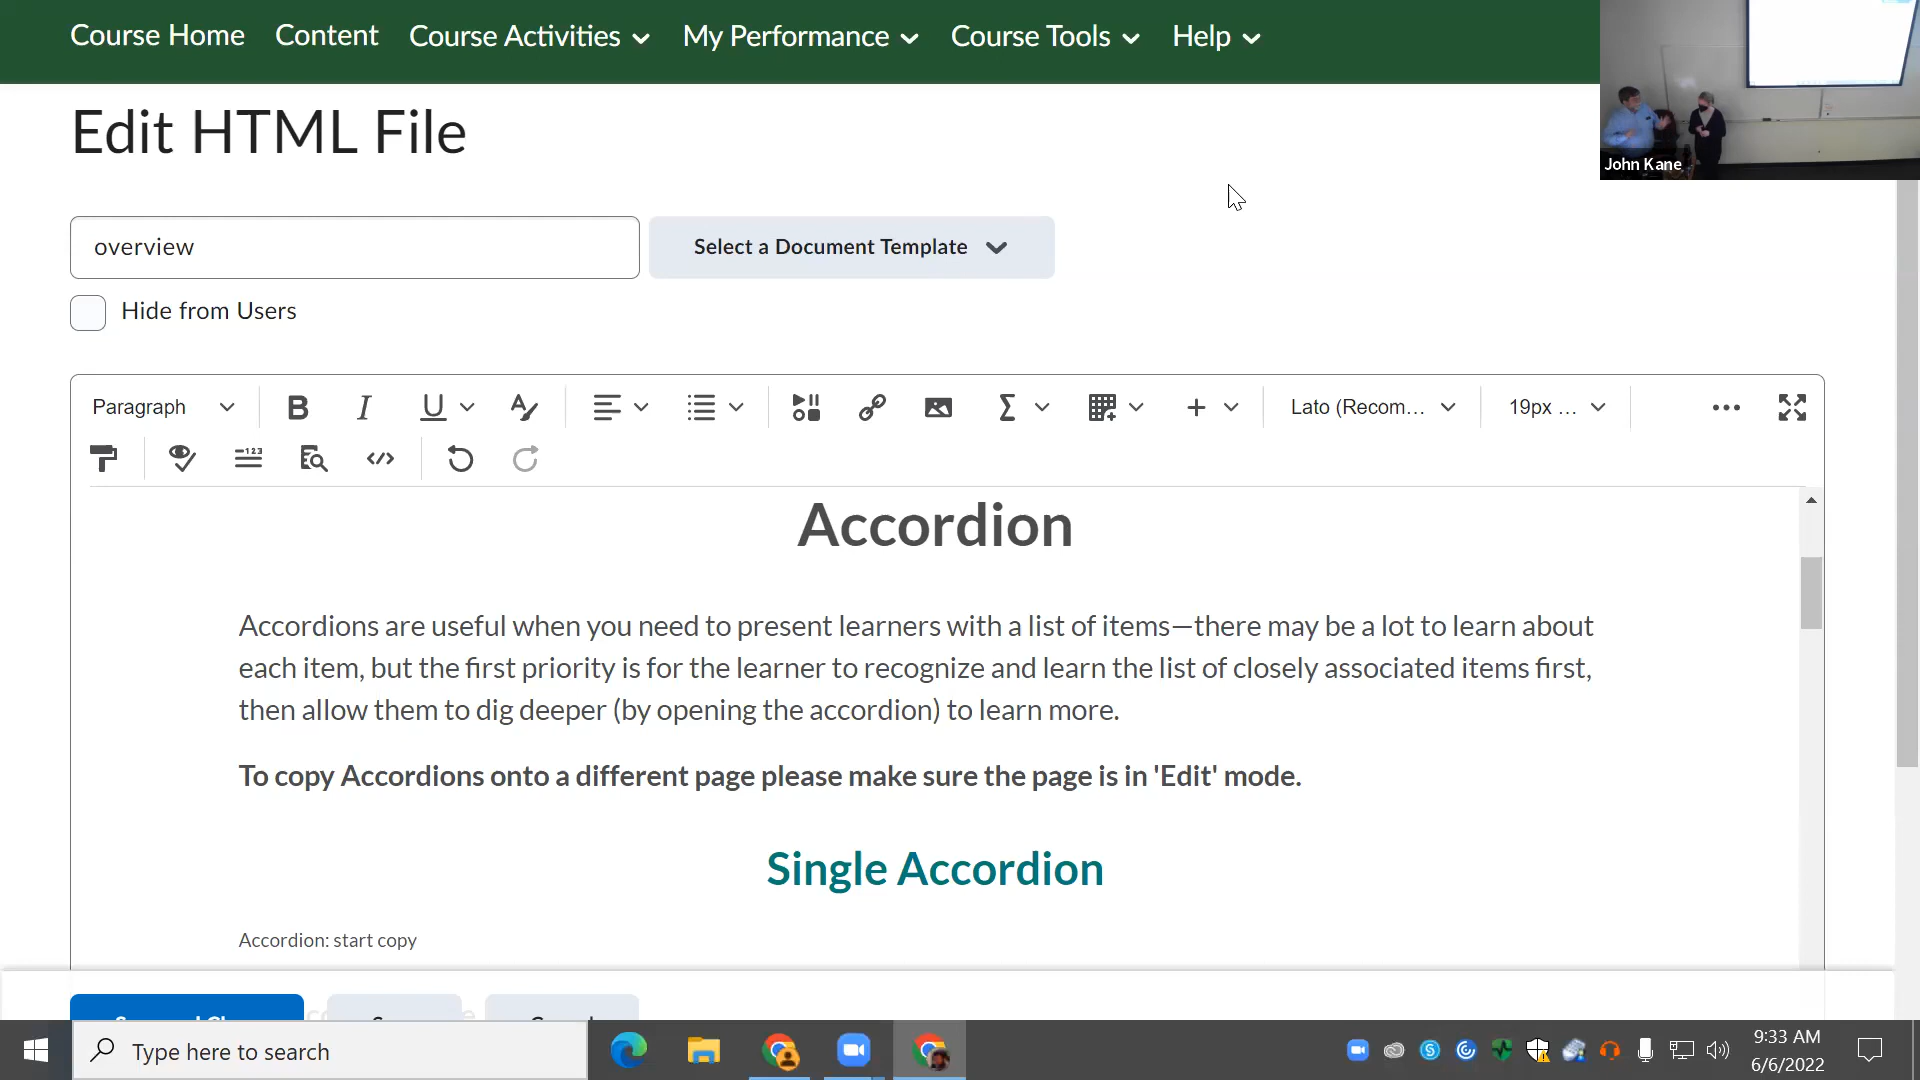 Course Home Content Course Activities My Performance Course Tools Help
John Kane
Edit HTML File
overview
Select a Document Template
Hide from Users
Paragraph
Lato (Recom...
19px ...
Accordion
Accordions are useful when you need to present learners with a list of items—there may be a lot to learn about
each item, but the first priority is for the learner to recognize and learn the list of closely associated items first,
then allow them to dig deeper (by opening the accordion) to learn more.
To copy Accordions onto a different page please make sure the page is in 'Edit' mode.
Single Accordion
Accordion: start copy
Type here to search
9:33 AM
6/6/2022